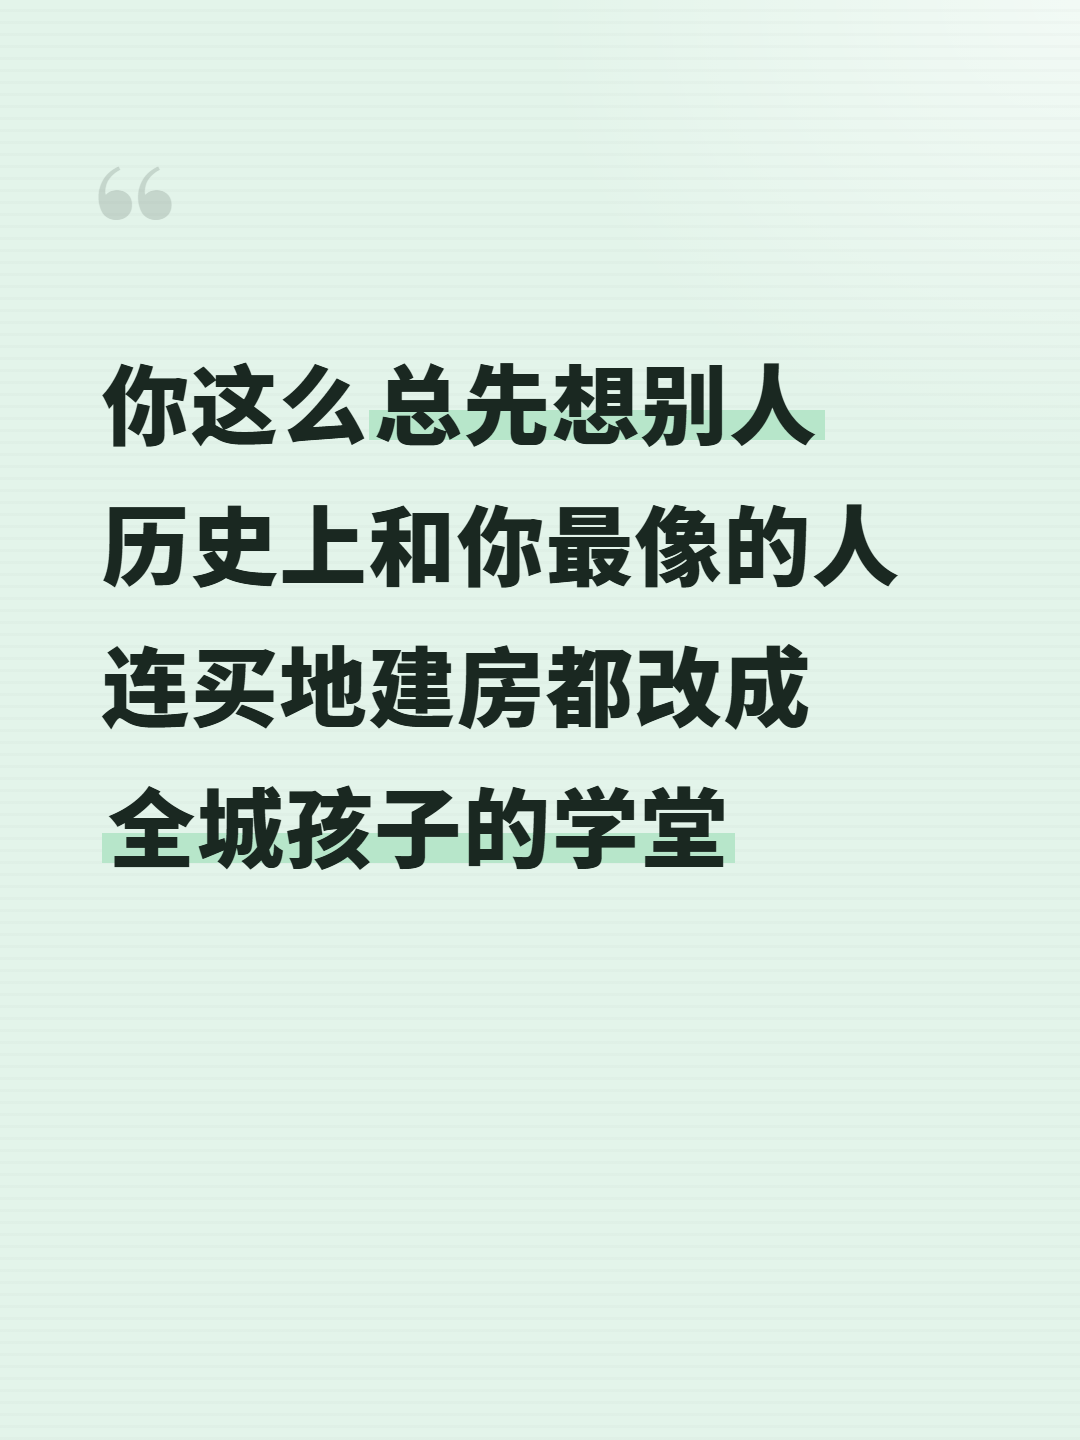 “
你这么总先想别人
历史上和你最像的人
连买地建房都改成
全城孩子的学堂